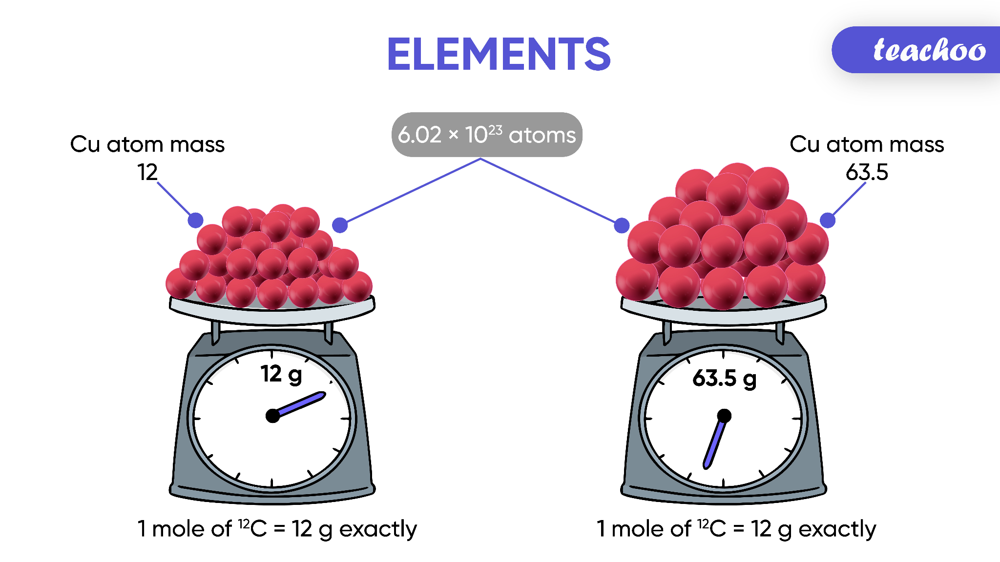 ELEMENTS
teachoo
6.02 × 10²³ atoms
Cu atom mass
12
Cu atom mass
63.5
12 g
63.5 g
1 mole of ¹²C = 12 g exactly
1 mole of ¹²C = 12 g exactly